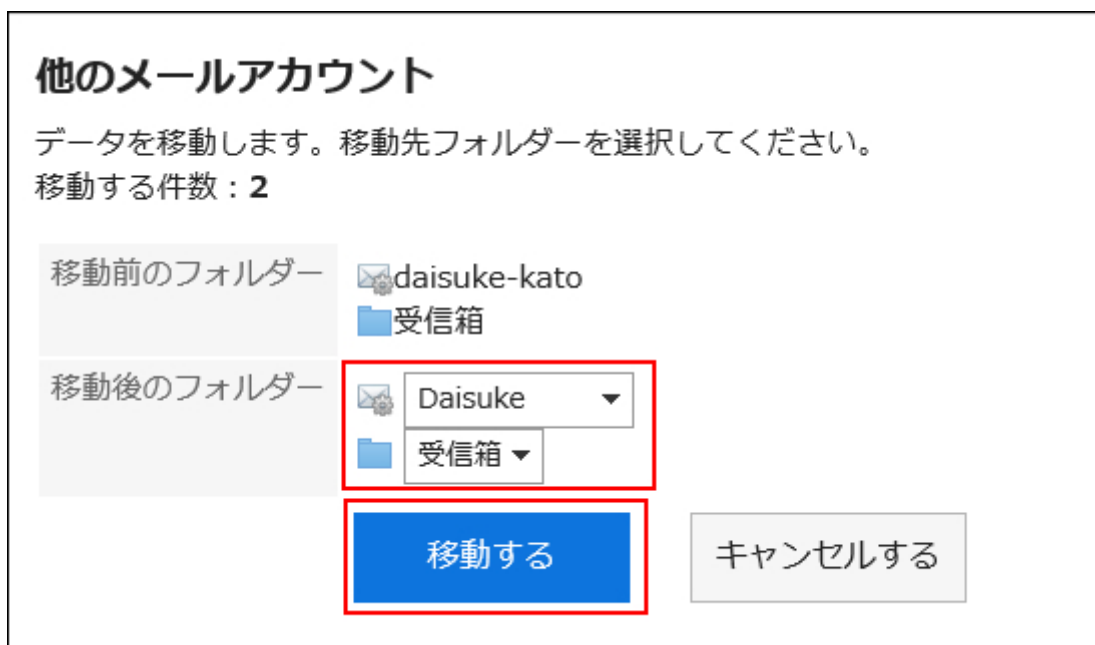 他のメールアカウント
データを移動します。移動先フォルダーを選択してください。
移動する件数：2
移動前のフォルダー
daisuke-kato
受信箱
移動後のフォルダー
Daisuke
受信箱
移動する
キャンセルする